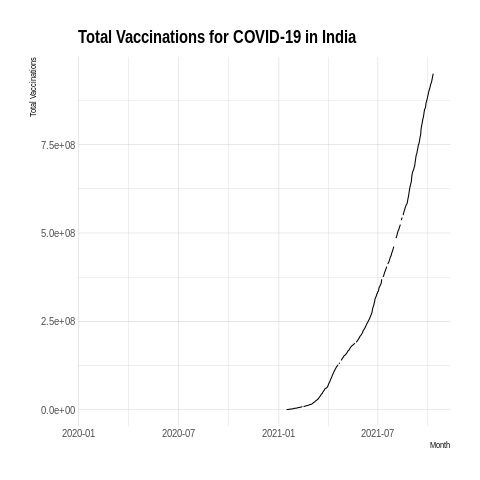 Total Vaccinations for COVID-19 in India
Total Vaccinations
7.5e+08
5.0e+08
2.5e+08
0.0e+00
2020-01 2020-07 2021-01 2021-07
Month